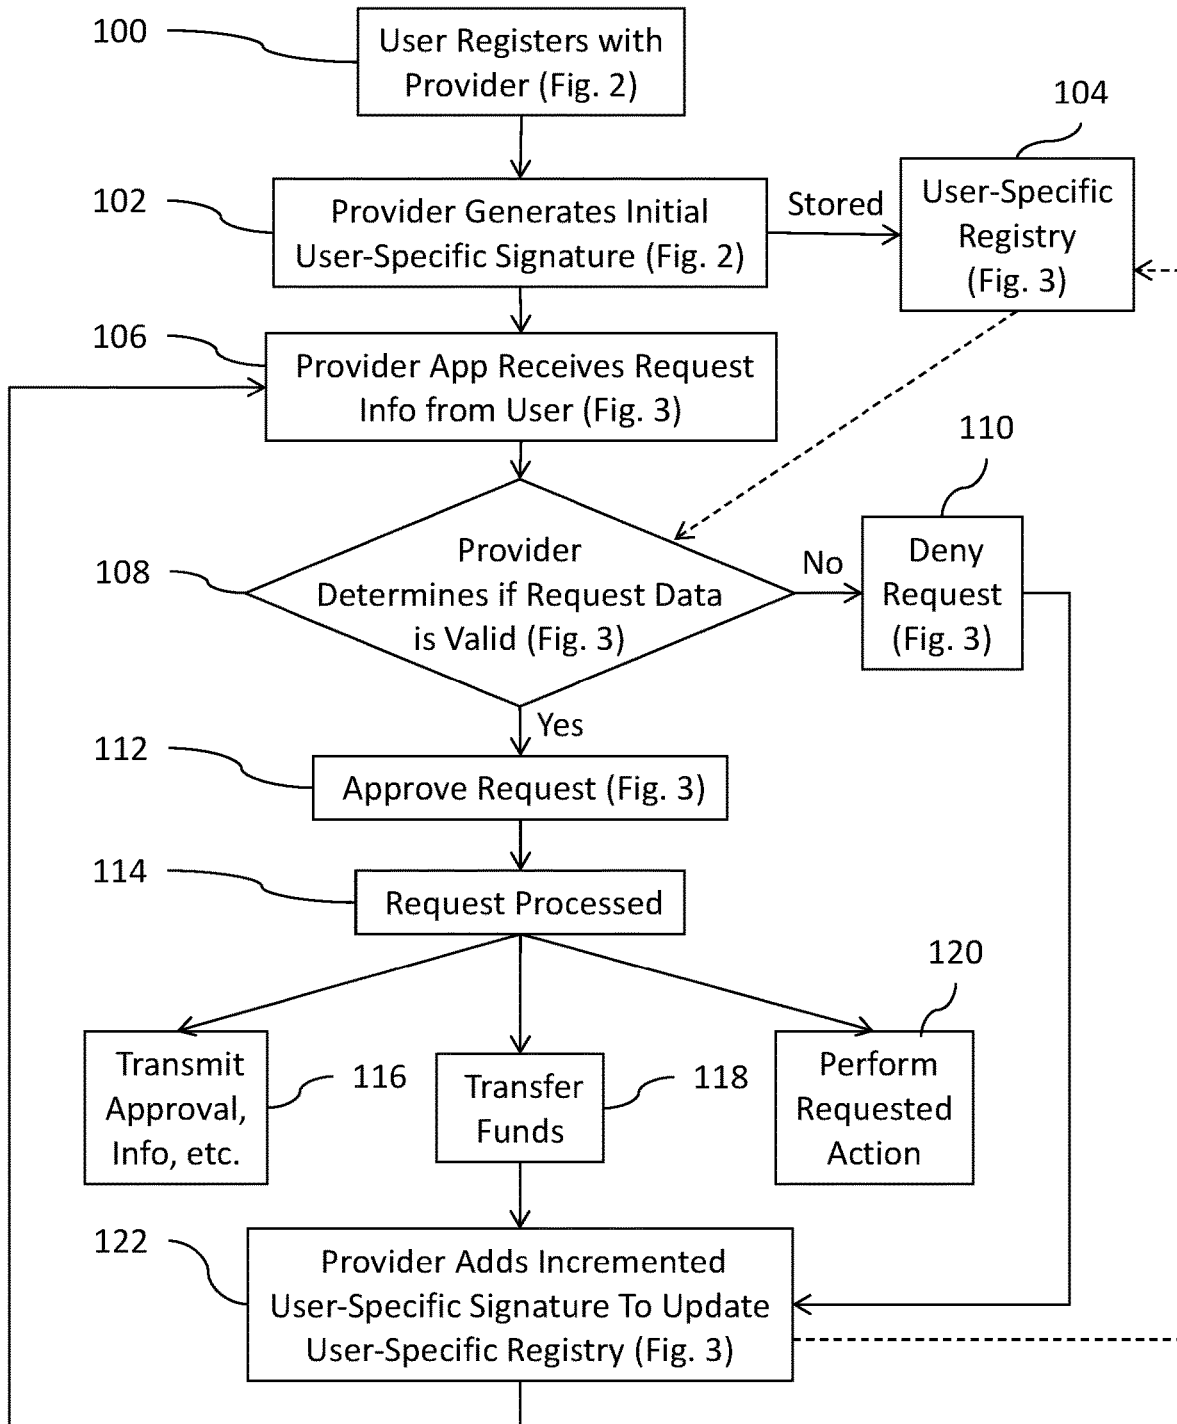 100
User Registers with
Provider (Fig. 2)
104
102
Provider Generates Initial
User-Specific Signature (Fig. 2)
Stored
User-Specific
Registry
(Fig. 3)
106
Provider App Receives Request
Info from User (Fig. 3)
110
108
Provider
Determines if Request Data
is Valid (Fig. 3)
No
Deny
Request
(Fig. 3)
Yes
112
Approve Request (Fig. 3)
114
Request Processed
120
Transmit
Approval,
Info, etc.
116
Transfer
Funds
118
Perform
Requested
Action
122
Provider Adds Incremented
User-Specific Signature To Update
User-Specific Registry (Fig. 3)